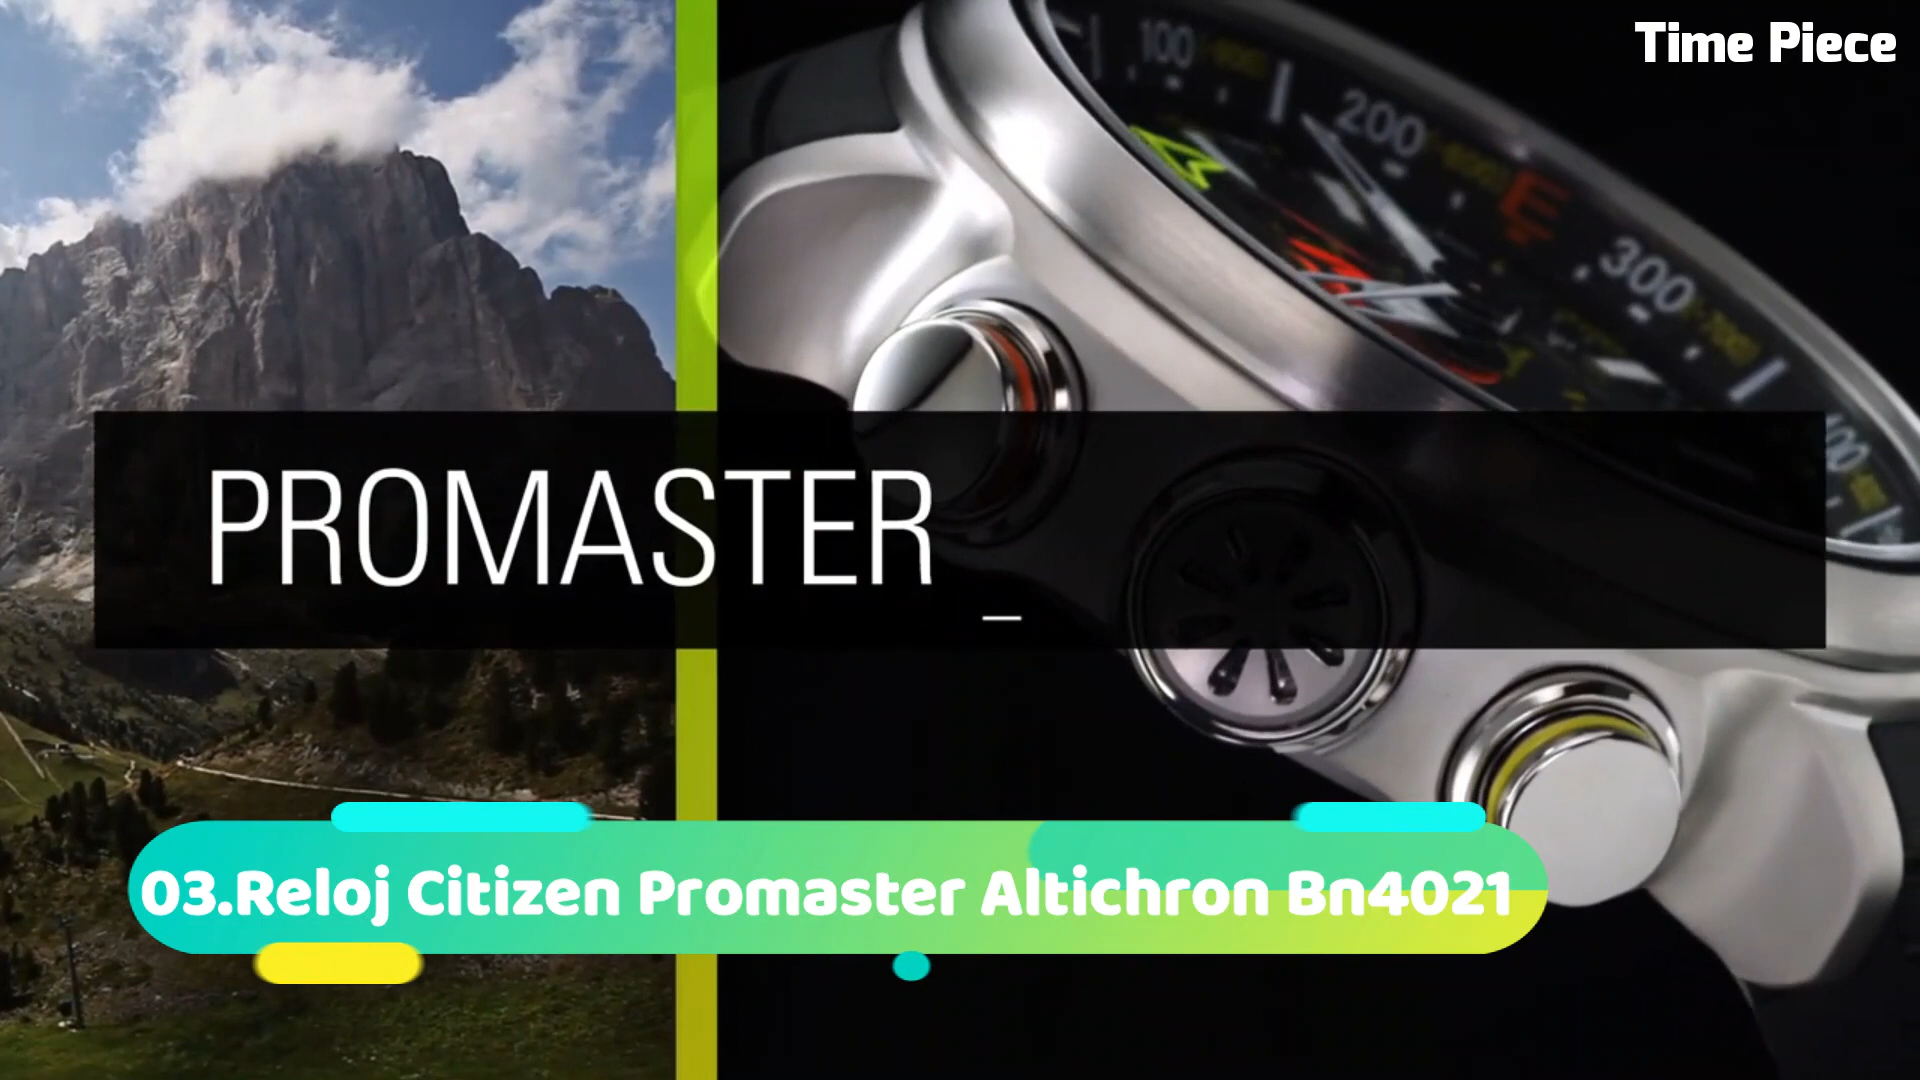 Time Piece
100
200
E
300
PROMASTER _
03.Reloj Citizen Promaster Altichron Bn4021